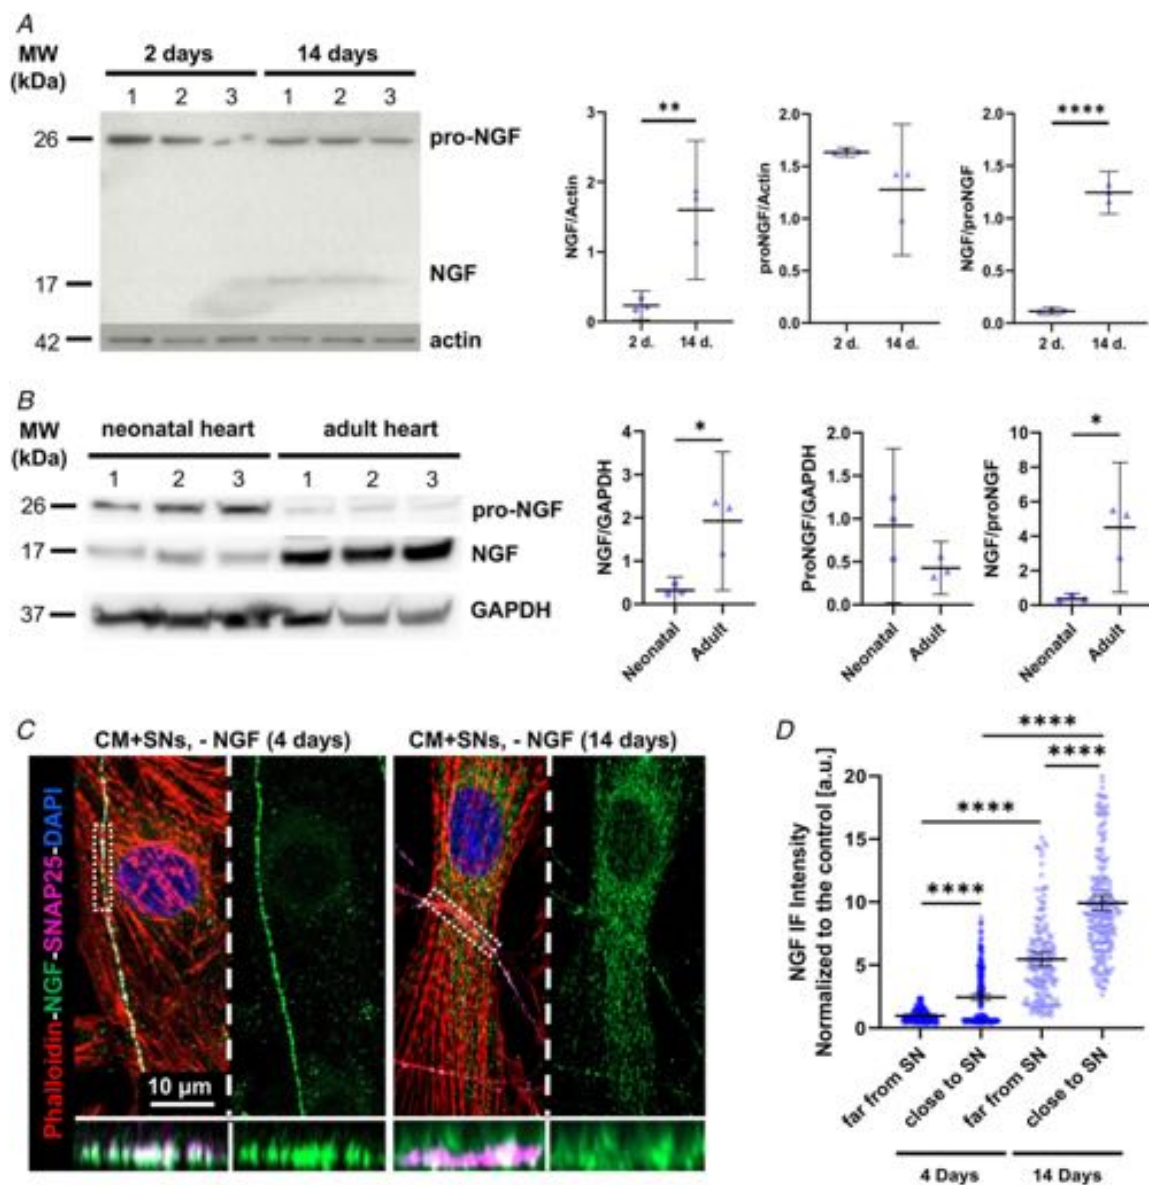 A
MW
(kDa)
2 days
14 days
1 2 3 1 2 3
26
pro-NGF
17
NGF
42
actin
NGF/Actin
3
2
1
0
**
2 d. 14 d.
proNGF/Actin
2.0
1.5
1.0
0.5
0.0
2 d. 14 d.
NGF/proNGF
2.0
1.5
1.0
1.5
0.0
****
2 d. 14 d.
B
MW
(kDa)
neonatal heart
adult heart
1 2 3 1 2 3
26
pro-NGF
17
NGF
37
GAPDH
NGF/GAPDH
4
3
2
1
0
*
Neonatal
Adult
ProNGF/GAPDH
2.0
1.5
1.0
0.5
0.0
Neonatal
Adult
NGF/proNGF
10
8
6
4
2
0
*
Neonatal
Adult
C
CM+SNs, - NGF (4 days)
CM+SNs, - NGF (14 days)
Phalloidin-NGF-SNAP25-DAPI
10 µm
D
NGF IF Intensity
Normalized to the control [a.u.]
20
15
10
5
0
****
****
****
****
far from SN
close to SN
far from SN
close to SN
4 Days
14 Days